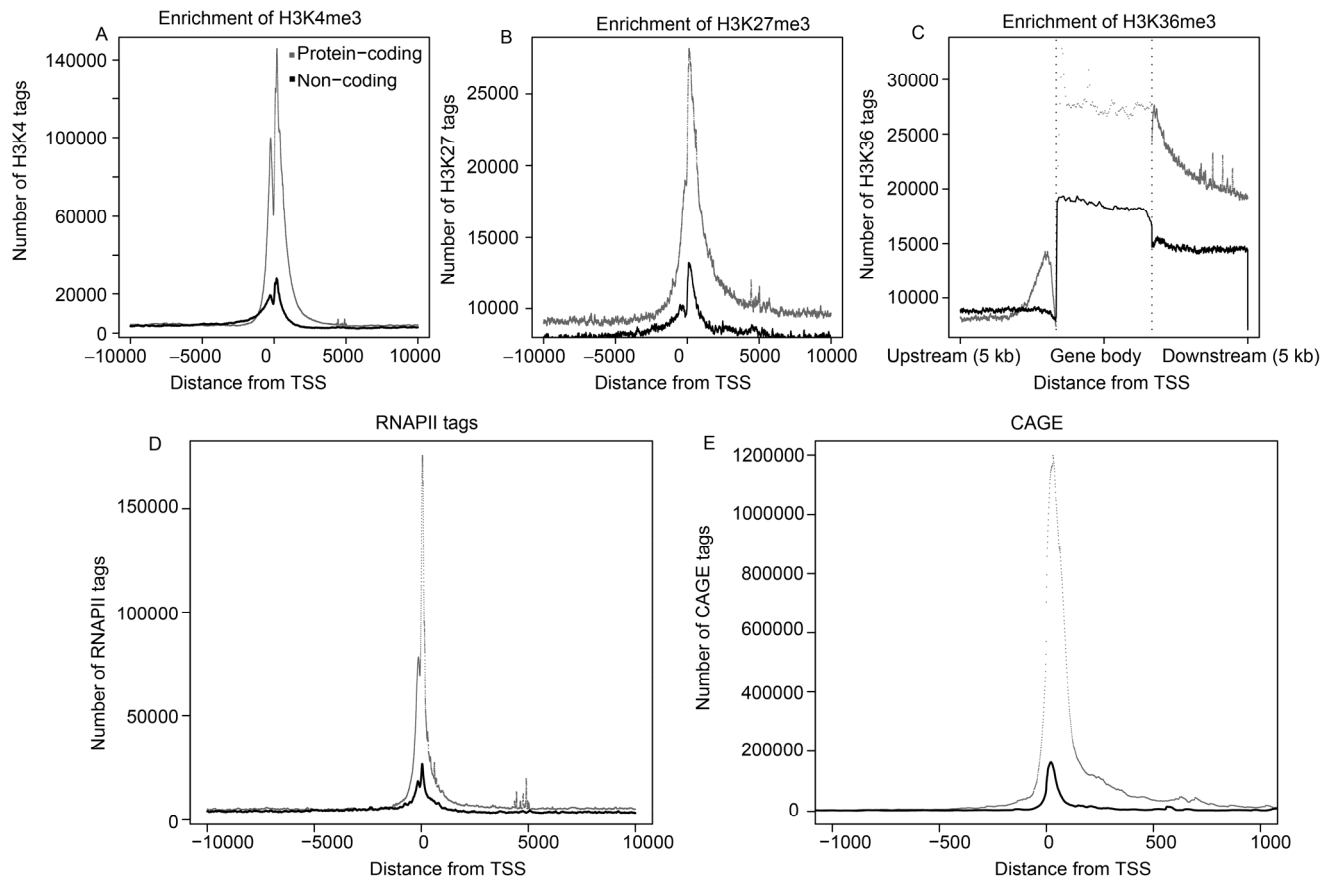 A
Enrichment of H3K4me3
Number of H3K4 tags
140000
100000
60000
20000
0
Protein−coding
Non−coding
−10000 −5000 0 5000 10000
Distance from TSS
B
Enrichment of H3K27me3
Number of H3K27 tags
25000
20000
15000
10000
−10000 −5000 0 5000 10000
Distance from TSS
C
Enrichment of H3K36me3
Number of H3K36 tags
30000
25000
20000
15000
10000
Upstream (5 kb) Gene body Downstream (5 kb)
Distance from TSS
D
RNAPII tags
Number of RNAPII tags
150000
100000
50000
0
−10000 −5000 0 5000 10000
Distance from TSS
E
CAGE
Number of CAGE tags
1200000
1000000
800000
600000
400000
200000
0
−1000 −500 0 500 1000
Distance from TSS